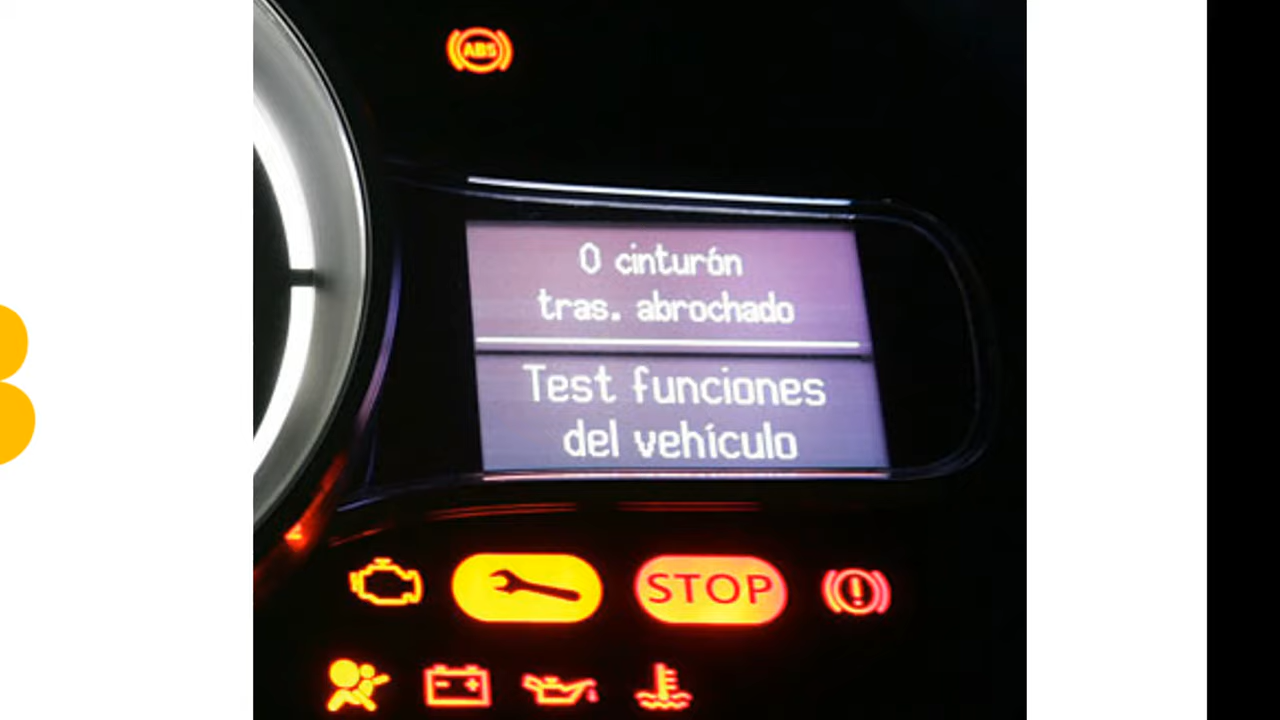 ABS
0 cinturón
tras. abrochado
Test funciones
del vehículo
STOP